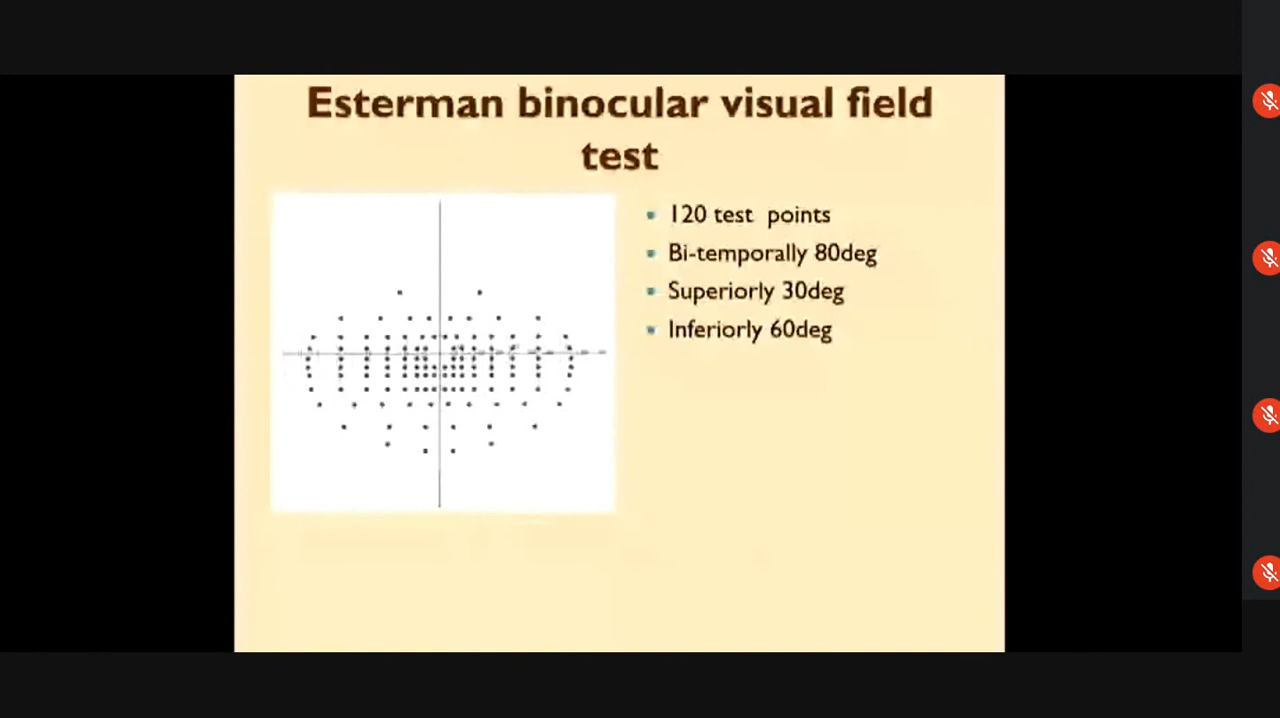 Esterman binocular visual field
test
120 test points
Bi-temporally 80deg
Superiorly 30deg
Inferiorly 60deg